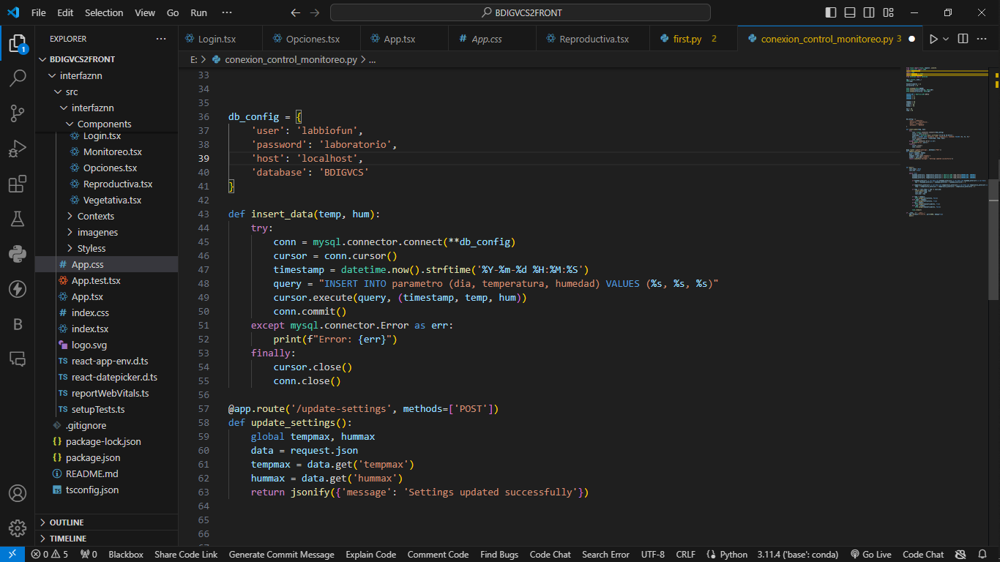 File Edit Selection View Go Run ···
BDIGVCS2FRONT
EXPLORER ···
BDIGVCS2FRONT
interfaznn
src
interfaznn
Components
Login.tsx
Monitoreo.tsx
Opciones.tsx
Reproductiva.tsx
Vegetativa.tsx
Contexts
imagenes
Styless
# App.css
App.test.tsx
App.tsx
# index.css
index.tsx
logo.svg
TS react-app-env.d.ts
TS react-datepicker.d.ts
TS reportWebVitals.ts
TS setupTests.ts
.gitignore
{} package-lock.json
{} package.json
README.md
TS tsconfig.json
OUTLINE
TIMELINE
1
B
Login.tsx Opciones.tsx App.tsx # App.css Reproductiva.tsx first.py 2 conexion_control_monitoreo.py 3
E: > conexion_control_monitoreo.py > ...
33
34
35
36 db_config = {
37 'user': 'labbiofun',
38 'password': 'laboratorio',
39 'host': 'localhost',
40 'database': 'BDIGVCS'
41 }
42
43 def insert_data(temp, hum):
44 try:
45 conn = mysql.connector.connect(**db_config)
46 cursor = conn.cursor()
47 timestamp = datetime.now().strftime('%Y-%m-%d %H:%M:%S')
48 query = "INSERT INTO parametro (dia, temperatura, humedad) VALUES (%s, %s, %s)"
49 cursor.execute(query, (timestamp, temp, hum))
50 conn.commit()
51 except mysql.connector.Error as err:
52 print(f"Error: {err}")
53 finally:
54 cursor.close()
55 conn.close()
56
57 @app.route('/update-settings', methods=['POST'])
58 def update_settings():
59 global tempmax, hummax
60 data = request.json
61 tempmax = data.get('tempmax')
62 hummax = data.get('hummax')
63 return jsonify({'message': 'Settings updated successfully'})
64
65
66
0 5 0 Blackbox Share Code Link Generate Commit Message Explain Code Comment Code Find Bugs Code Chat Search Error UTF-8 CRLF Python 3.11.4 ('base': conda) Go Live Code Chat